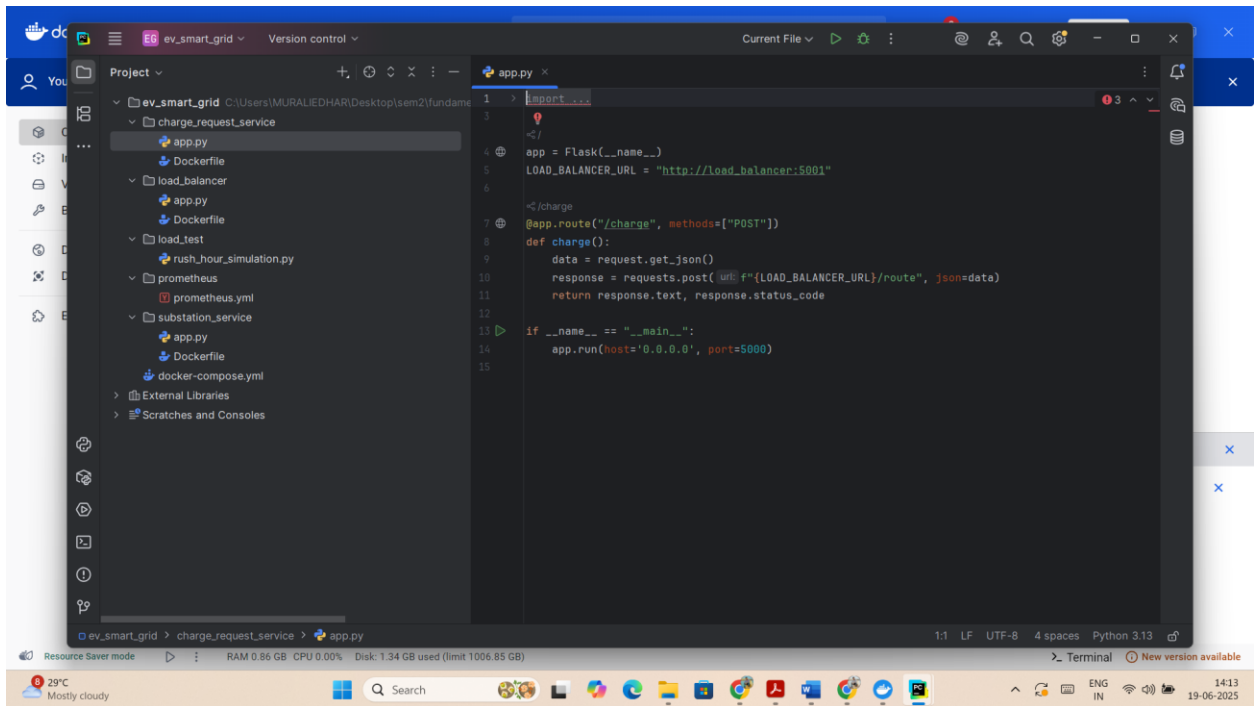 dc
EG ev_smart_grid Version control Current File
You
Project
app.py
ev_smart_grid C:\Users\MURALIEDHAR\Desktop\sem2\fundame
charge_request_service
app.py
Dockerfile
load_balancer
app.py
Dockerfile
load_test
rush_hour_simulation.py
prometheus
prometheus.yml
substation_service
app.py
Dockerfile
docker-compose.yml
External Libraries
Scratches and Consoles
1 import ...
3
/
4 app = Flask(__name__)
5 LOAD_BALANCER_URL = "http://load_balancer:5001"
6
/charge
7 @app.route("/charge", methods=["POST"])
8 def charge():
9 data = request.get_json()
10 response = requests.post( url: f"{LOAD_BALANCER_URL}/route", json=data)
11 return response.text, response.status_code
12
13 if __name__ == "__main__":
14 app.run(host='0.0.0.0', port=5000)
15
3
ev_smart_grid > charge_request_service > app.py 1:1 LF UTF-8 4 spaces Python 3.13
Resource Saver mode RAM 0.86 GB CPU 0.00% Disk: 1.34 GB used (limit 1006.85 GB) Terminal New version available
8 29°C
Mostly cloudy
Search
ENG
IN
14:13
19-06-2025